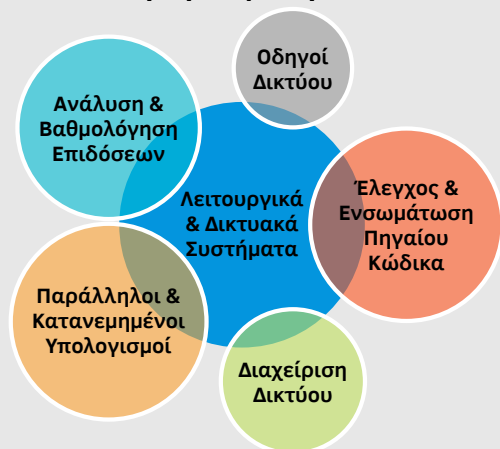 Οδηγοί
Δικτύου
Ανάλυση &
Βαθμολόγηση
Επιδόσεων
Λειτουργικά
& Δικτυακά
Συστήματα
Έλεγχος &
Ενσωμάτωση
Πηγαίου
Κώδικα
Παράλληλοι &
Κατανεμημένοι
Υπολογισμοί
Διαχείριση
Δικτύου